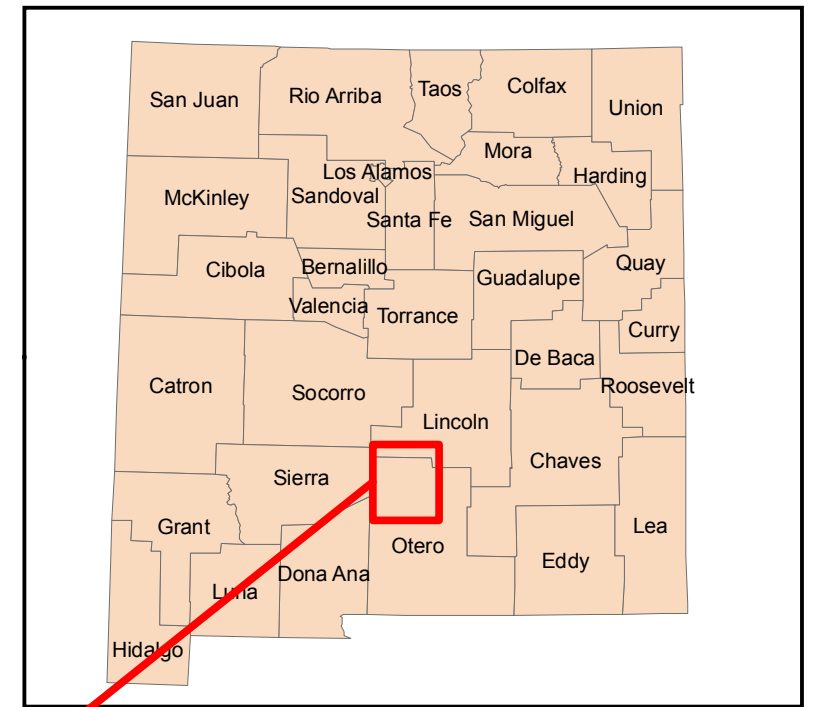 San Juan
Rio Arriba
Taos
Colfax
Union
Mora
Harding
Los Alamos
McKinley
Sandoval
Santa Fe
San Miguel
Cibola
Bernalillo
Guadalupe
Quay
Valencia
Torrance
Curry
De Baca
Catron
Socorro
Roosevelt
Lincoln
Chaves
Sierra
Grant
Lea
Otero
Eddy
Dona Ana
Luna
Hidalgo